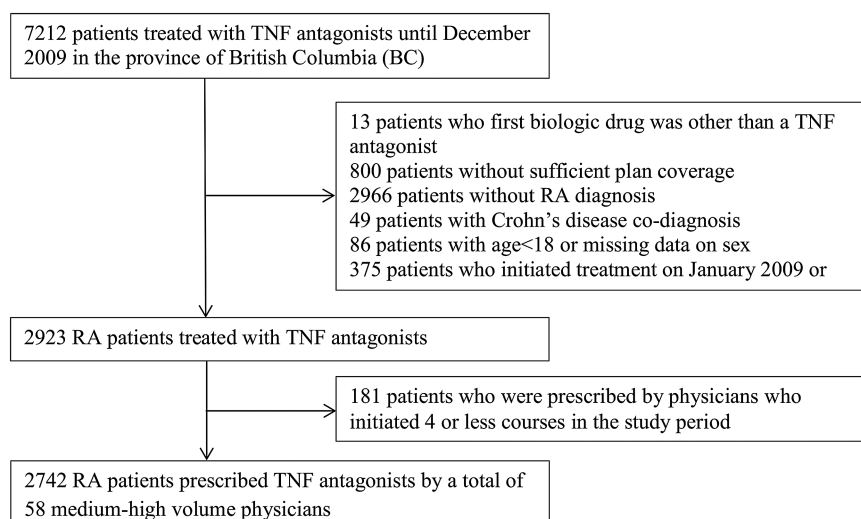 7212 patients treated with TNF antagonists until December
2009 in the province of British Columbia (BC)
13 patients who first biologic drug was other than a TNF
antagonist
800 patients without sufficient plan coverage
2966 patients without RA diagnosis
49 patients with Crohn's disease co-diagnosis
86 patients with age<18 or missing data on sex
375 patients who initiated treatment on January 2009 or
2923 RA patients treated with TNF antagonists
181 patients who were prescribed by physicians who
initiated 4 or less courses in the study period
2742 RA patients prescribed TNF antagonists by a total of
58 medium-high volume physicians